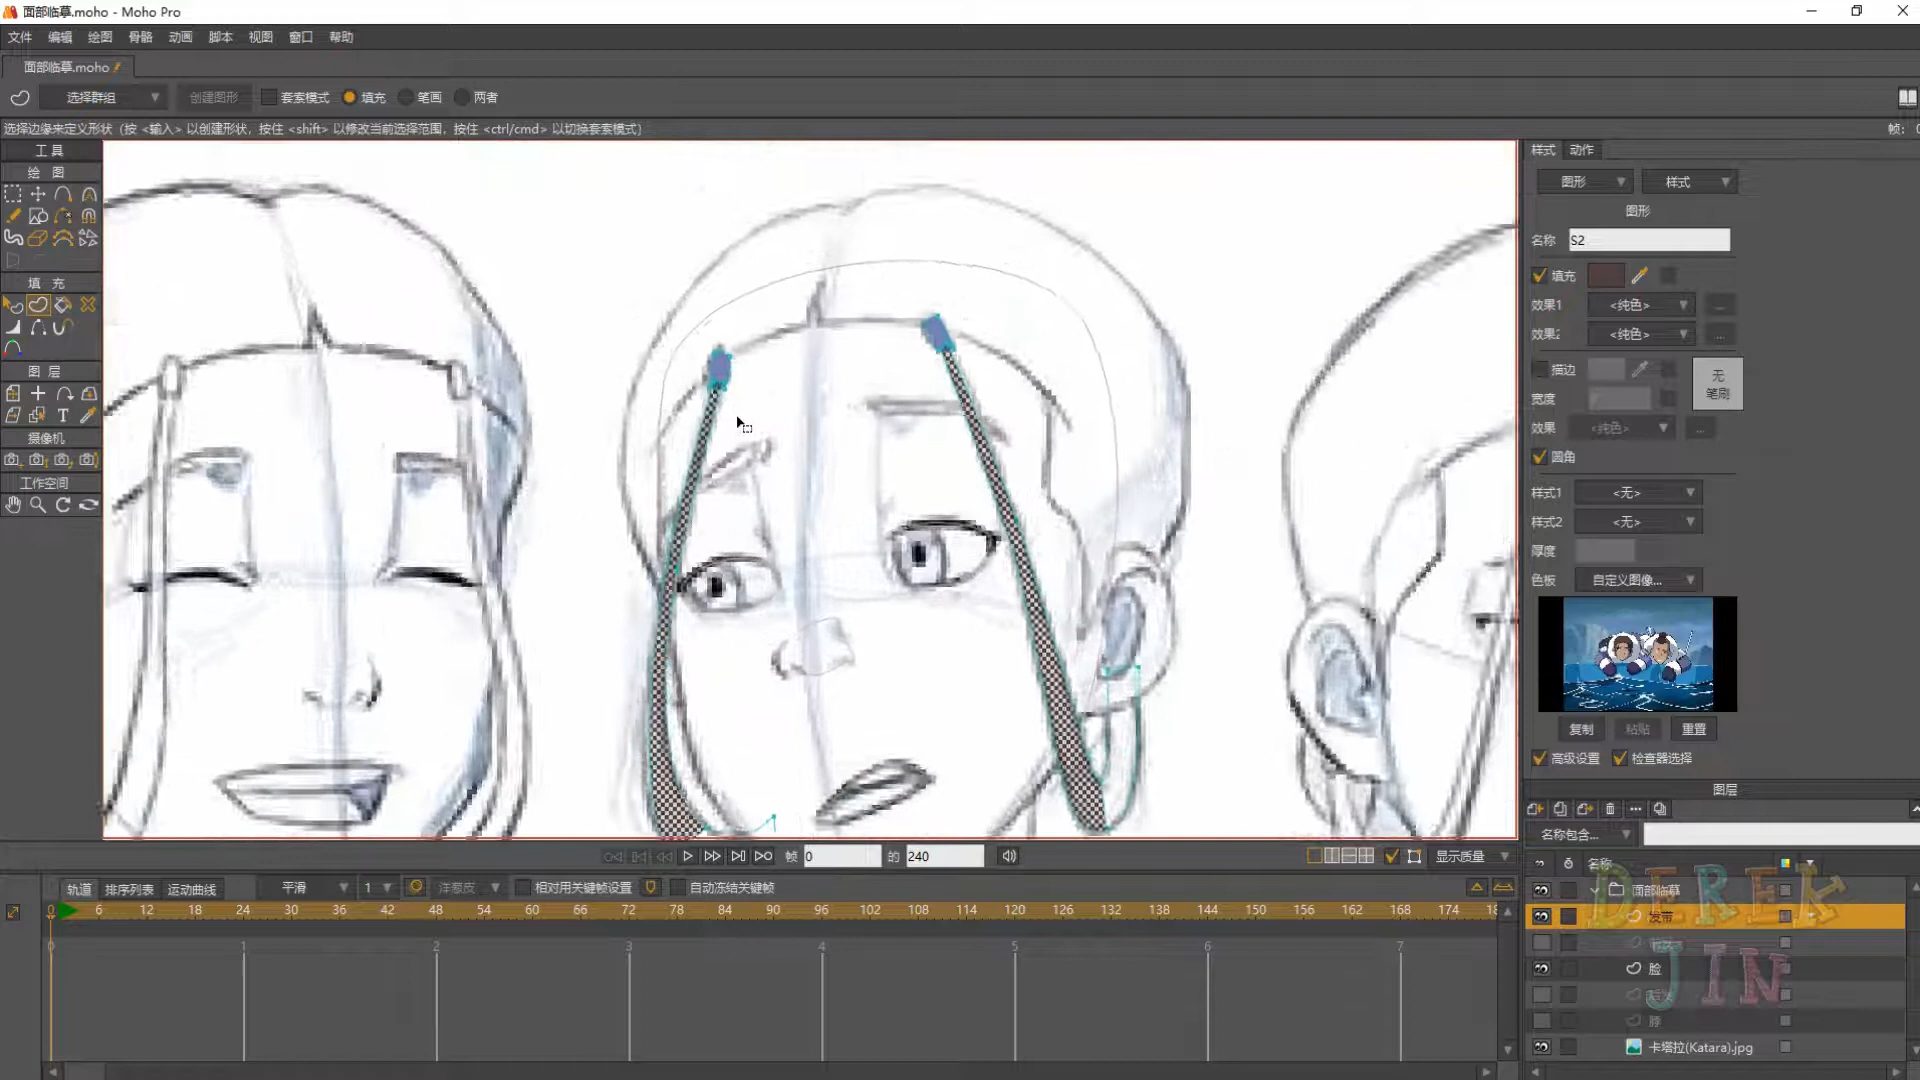 面部临摹.moho - Moho Pro
文件 编辑 绘图 骨骼 动画 脚本 视图 窗口 帮助
面部临摹.moho
选择群组 创建图形 套索模式 填充 笔画 两者
选择边缘来定义形状（按 <输入> 以创建形状，按住 <shift> 以修改当前选择范围，按住 <ctrl/cmd> 以切换套索模式）
帧: 0
工具
绘 图
填 充
图 层
摄像机
工作空间
样式 动作
图形 样式
图形
名称 S2
填充
效果1 <纯色> ...
效果2 <纯色> ...
描边
无
笔刷
宽度
效果 <纯色> ...
圆角
样式1 <无>
样式2 <无>
厚度
色板 自定义图像...
复制 粘贴 重置
高级设置 检查器选择
图层
名称包含...
名称
面部临摹
发带
脸
脖
卡塔拉(Katara).jpg
DEREK
JIN
帧 0 的 240 显示质量
轨道 排序列表 运动曲线 平滑 1 洋葱皮 相对用关键帧设置 自动冻结关键帧
0 6 12 18 24 30 36 42 48 54 60 66 72 78 84 90 96 102 108 114 120 126 132 138 144 150 156 162 168 174 18
0 1 2 3 4 5 6 7